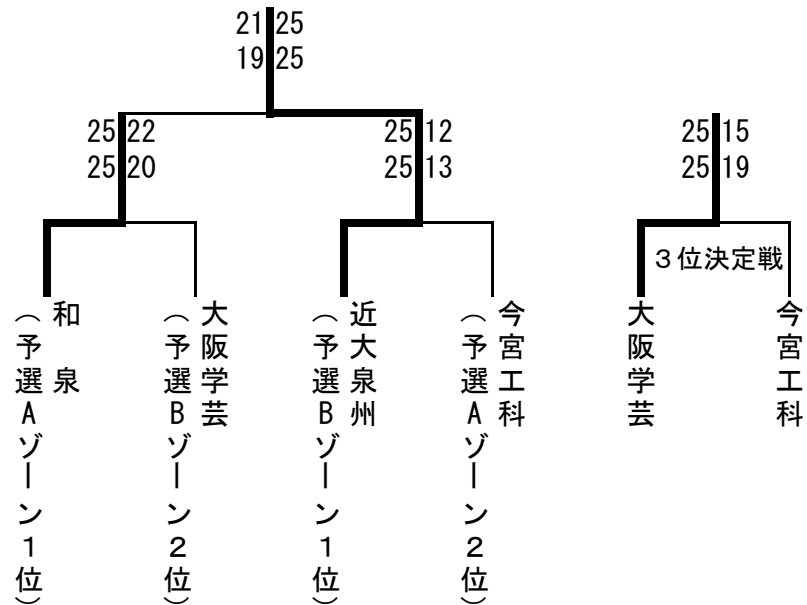 21 25
19 25
25 22
25 20
25 12
25 13
25 15
25 19
3位決定戦
和 泉
（予選Aゾーン1位）
大阪学芸
（予選Bゾーン2位）
近大泉州
（予選Bゾーン1位）
今宮工科
（予選Aゾーン2位）
大阪学芸
今宮工科